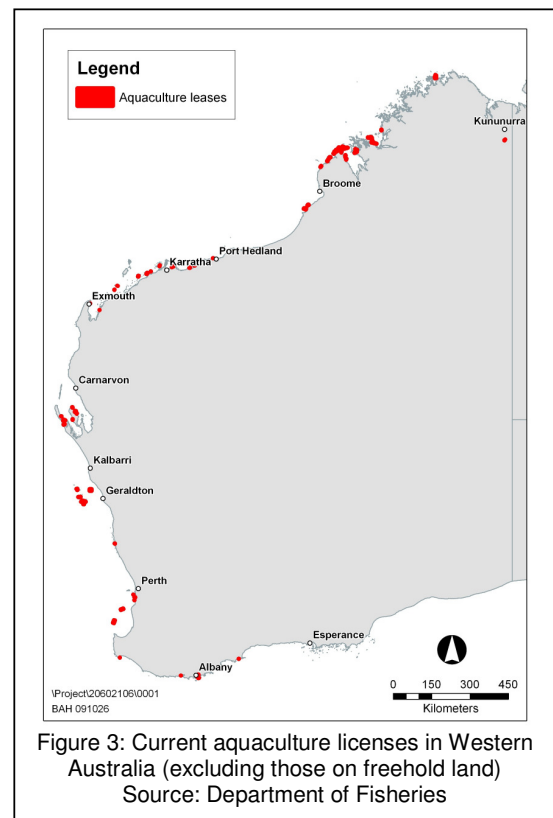 Legend
Aquaculture leases
Kununurra
Broome
Port Hedland
Karratha
Exmouth
Carnarvon
Kalbarri
Geraldton
Perth
Esperance
Albany
\Project\20602106\0001
BAH 091026
0 150 300 450
Kilometers
Figure 3: Current aquaculture licenses in Western
Australia (excluding those on freehold land)
Source: Department of Fisheries